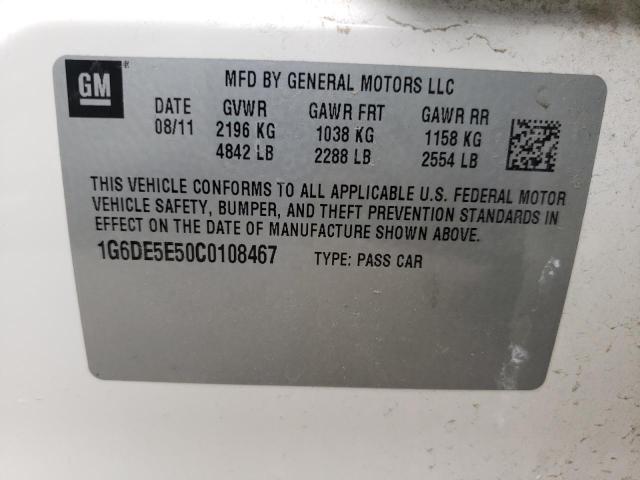 GM
MFD BY GENERAL MOTORS LLC
DATE GVWR GAWR FRT GAWR RR
08/11 2196 KG 1038 KG 1158 KG
4842 LB 2288 LB 2554 LB
THIS VEHICLE CONFORMS TO ALL APPLICABLE U.S. FEDERAL MOTOR
VEHICLE SAFETY, BUMPER, AND THEFT PREVENTION STANDARDS IN
EFFECT ON THE DATE OF MANUFACTURE SHOWN ABOVE.
1G6DE5E50C0108467 TYPE: PASS CAR